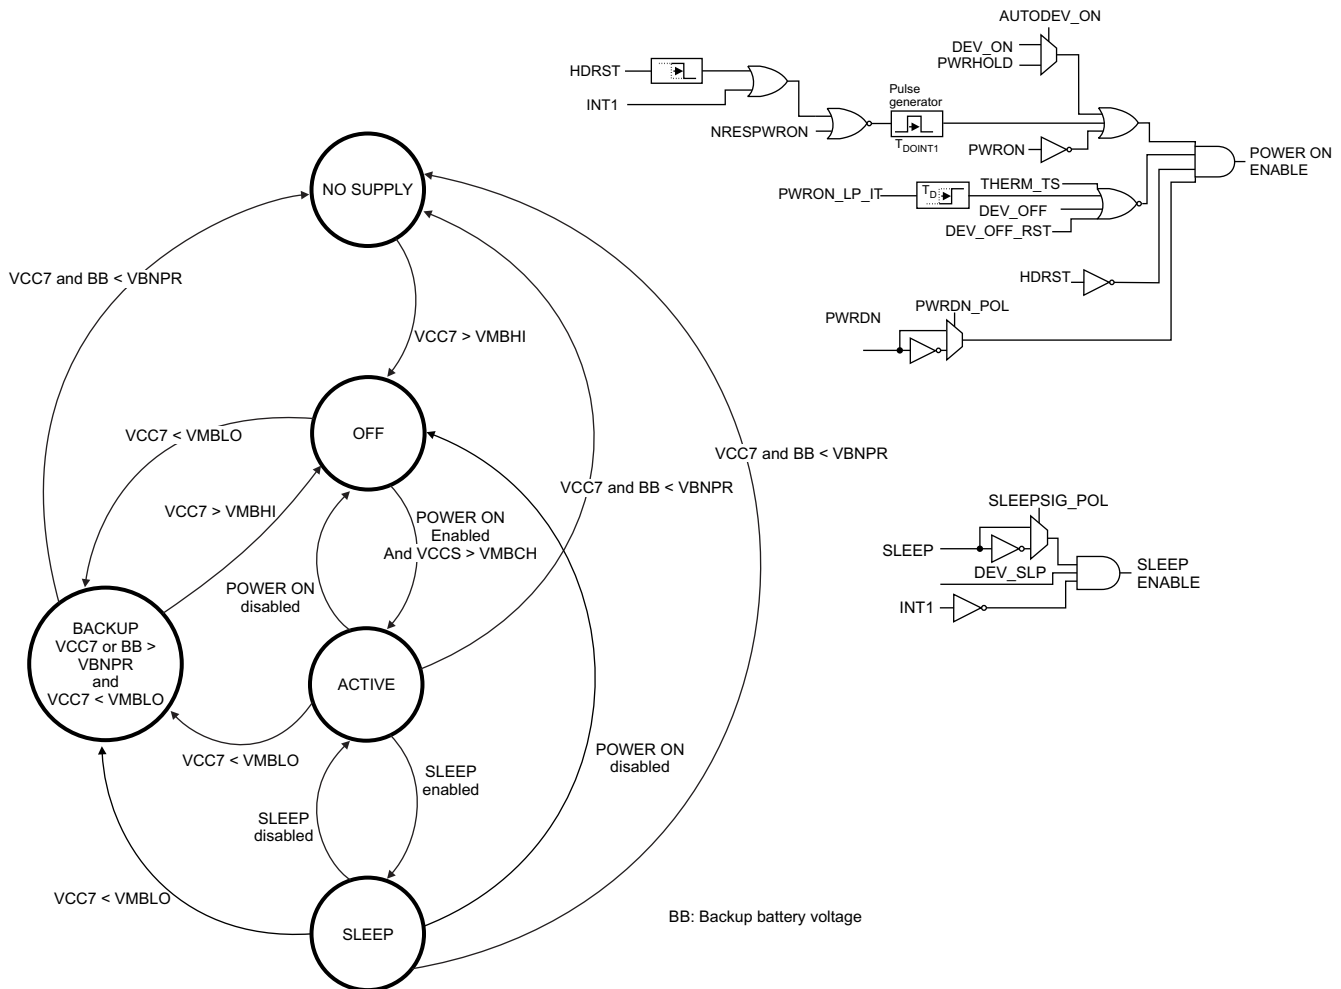 AUTODEV_ON
DEV_ON
PWRHOLD
HDRST
INT1
Pulse
generator
NRESPWRON
TDOINT1
PWRON
POWER ON
ENABLE
PWRON_LP_IT
TD
THERM_TS
DEV_OFF
DEV_OFF_RST
HDRST
PWRDN_POL
PWRDN
NO SUPPLY
VCC7 and BB < VBNPR
VCC7 > VMBHI
OFF
VCC7 < VMBLO
VCC7 and BB < VBNPR
VCC7 and BB < VBNPR
VCC7 > VMBHI
POWER ON
Enabled
And VCCS > VMBCH
POWER ON
disabled
BACKUP
VCC7 or BB >
VBNPR
and
VCC7 < VMBLO
ACTIVE
VCC7 < VMBLO
SLEEP
enabled
POWER ON
disabled
SLEEP
disabled
VCC7 < VMBLO
SLEEP
BB: Backup battery voltage
SLEEPSIG_POL
SLEEP
DEV_SLP
SLEEP
ENABLE
INT1